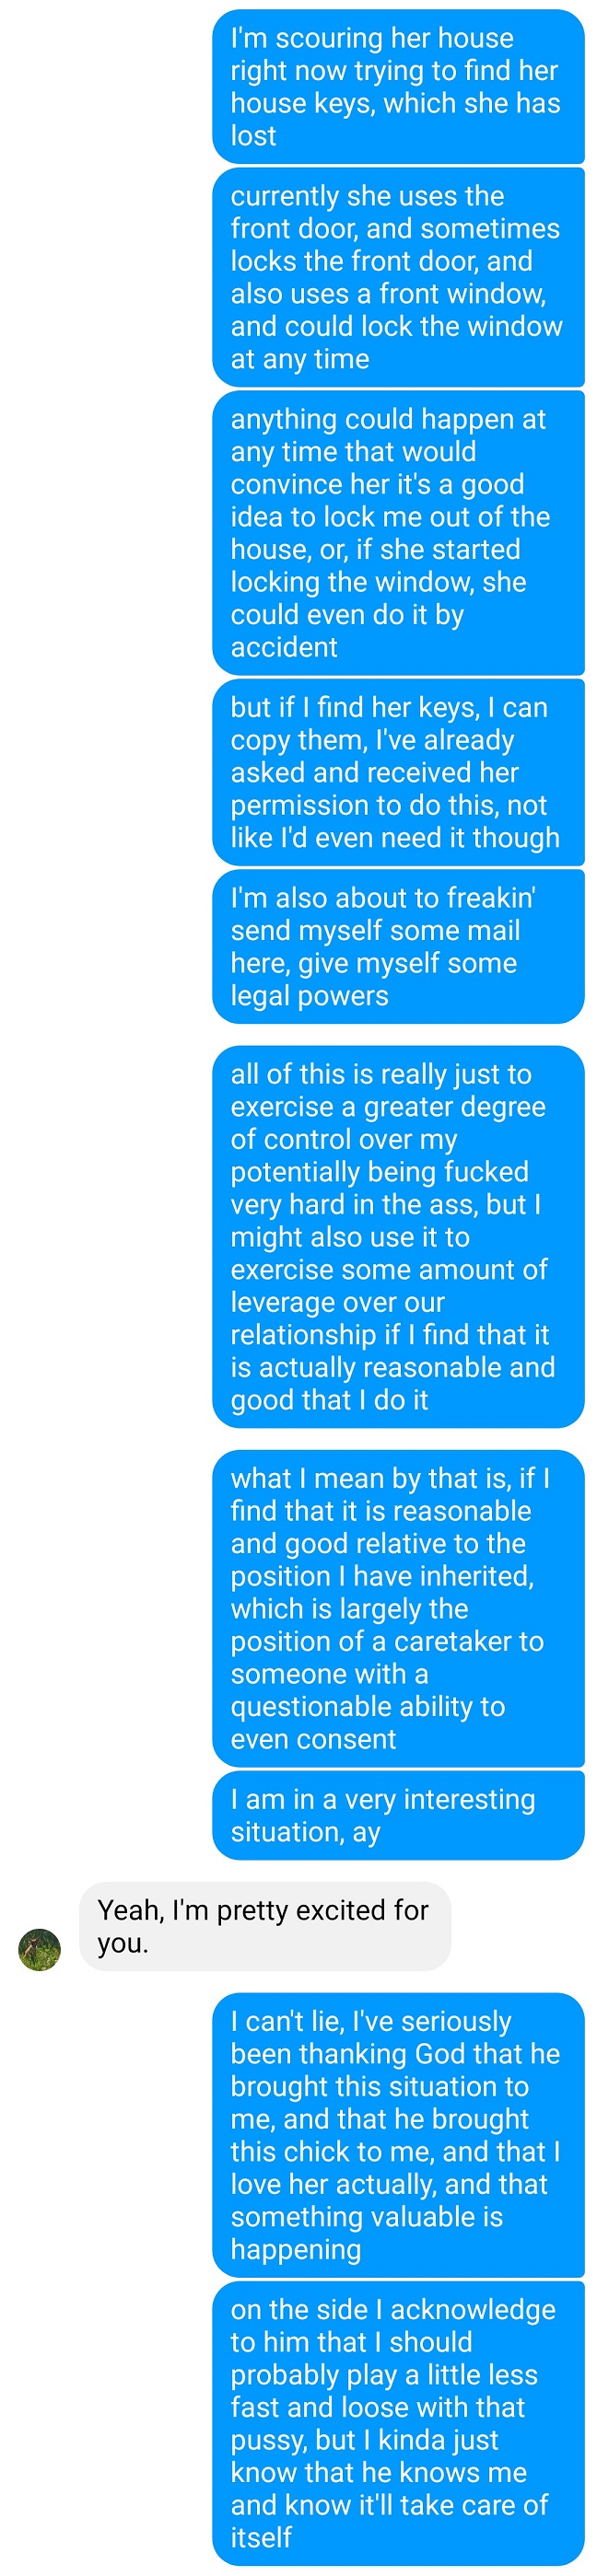 I'm scouring her house
right now trying to find her
house keys, which she has
lost
currently she uses the
front door, and sometimes
locks the front door, and
also uses a front window,
and could lock the window
at any time
anything could happen at
any time that would
convince her it's a good
idea to lock me out of the
house, or, if she started
locking the window, she
could even do it by
accident
but if I find her keys, I can
copy them, I've already
asked and received her
permission to do this, not
like I'd even need it though
I'm also about to freakin'
send myself some mail
here, give myself some
legal powers
all of this is really just to
exercise a greater degree
of control over my
potentially being fucked
very hard in the ass, but I
might also use it to
exercise some amount of
leverage over our
relationship if I find that it
is actually reasonable and
good that I do it
what I mean by that is, if I
find that it is reasonable
and good relative to the
position I have inherited,
which is largely the
position of a caretaker to
someone with a
questionable ability to
even consent
I am in a very interesting
situation, ay
Yeah, I'm pretty excited for
you.
I can't lie, I've seriously
been thanking God that he
brought this situation to
me, and that he brought
this chick to me, and that I
love her actually, and that
something valuable is
happening
on the side I acknowledge
to him that I should
probably play a little less
fast and loose with that
pussy, but I kinda just
know that he knows me
and know it'll take care of
itself